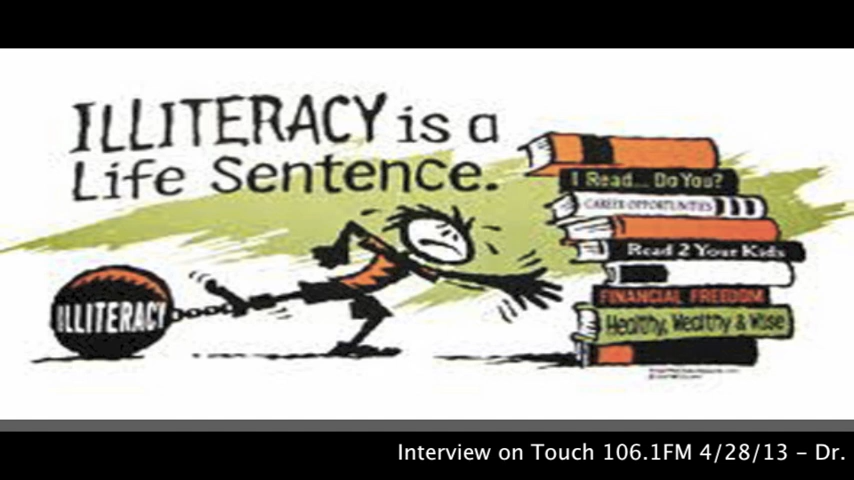 ILLITERACY is a
Life Sentence.
I Read... Do You?
CAREER OPPORTUNITIES
Read 2 Your Kids
ILLITERACY
FINANCIAL FREEDOM
Healthy, Wealthy & Wise
Interview on Touch 106.1FM 4/28/13 – Dr.